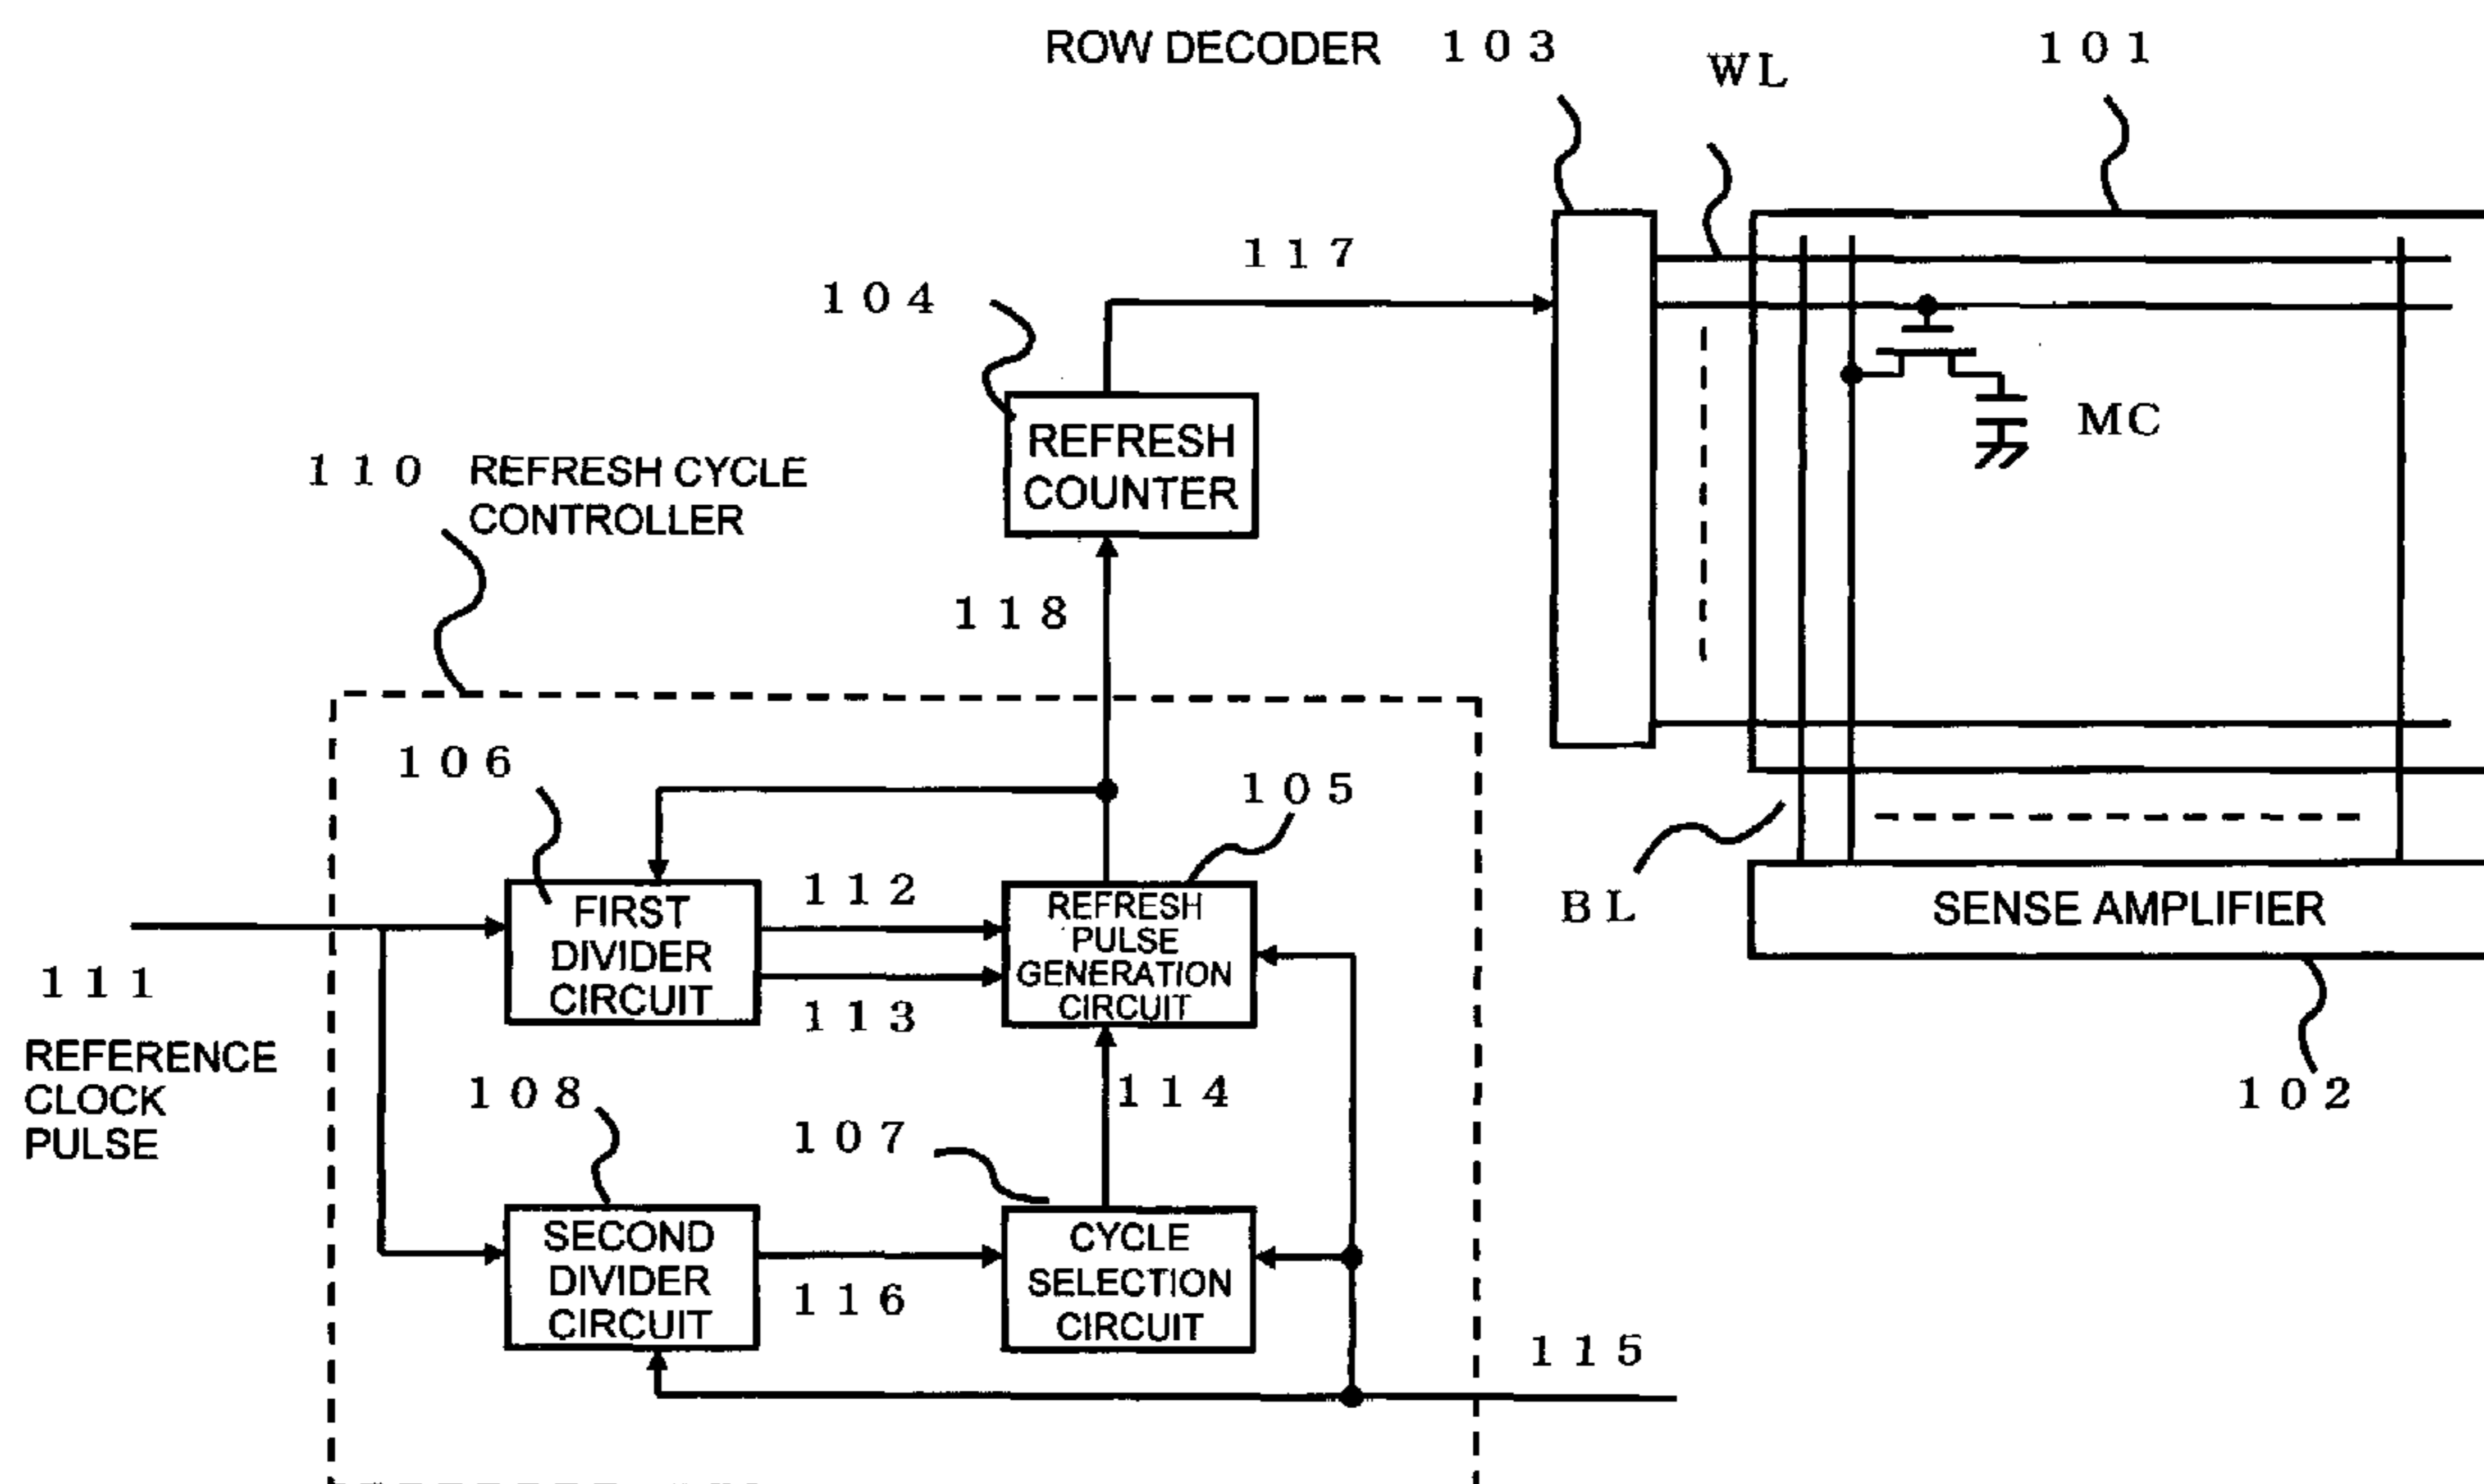 ROW DECODER 103
WL
101
117
104
REFRESH
COUNTER
MC
110 REFRESH CYCLE
CONTROLLER
118
106
105
112
FIRST
DIVIDER
CIRCUIT
REFRESH
PULSE
GENERATION
CIRCUIT
BL
SENSE AMPLIFIER
111
REFERENCE
CLOCK
PULSE
113
102
108
114
107
SECOND
DIVIDER
CIRCUIT
116
CYCLE
SELECTION
CIRCUIT
115